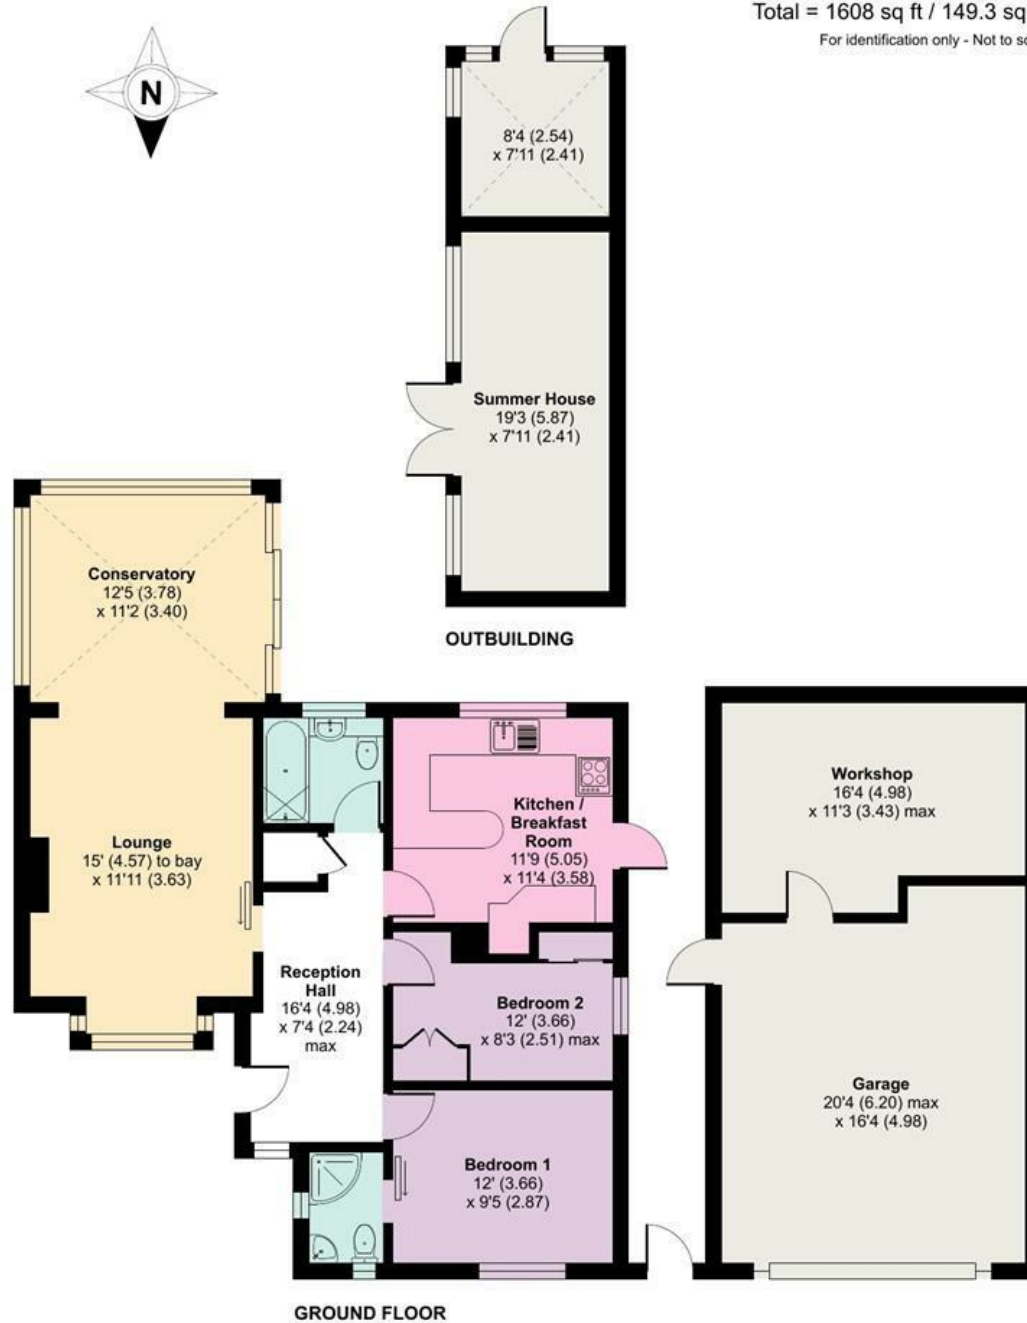 Total = 1608 sq ft / 149.3 sq
For identification only - Not to sc
N
8'4 (2.54)
x 7'11 (2.41)
Summer House
19'3 (5.87)
x 7'11 (2.41)
OUTBUILDING
Conservatory
12'5 (3.78)
x 11'2 (3.40)
Lounge
15' (4.57) to bay
x 11'11 (3.63)
Kitchen /
Breakfast
Room
11'9 (5.05)
x 11'4 (3.58)
Workshop
16'4 (4.98)
x 11'3 (3.43) max
Reception
Hall
16'4 (4.98)
x 7'4 (2.24)
max
Bedroom 2
12' (3.66)
x 8'3 (2.51) max
Garage
20'4 (6.20) max
x 16'4 (4.98)
Bedroom 1
12' (3.66)
x 9'5 (2.87)
GROUND FLOOR